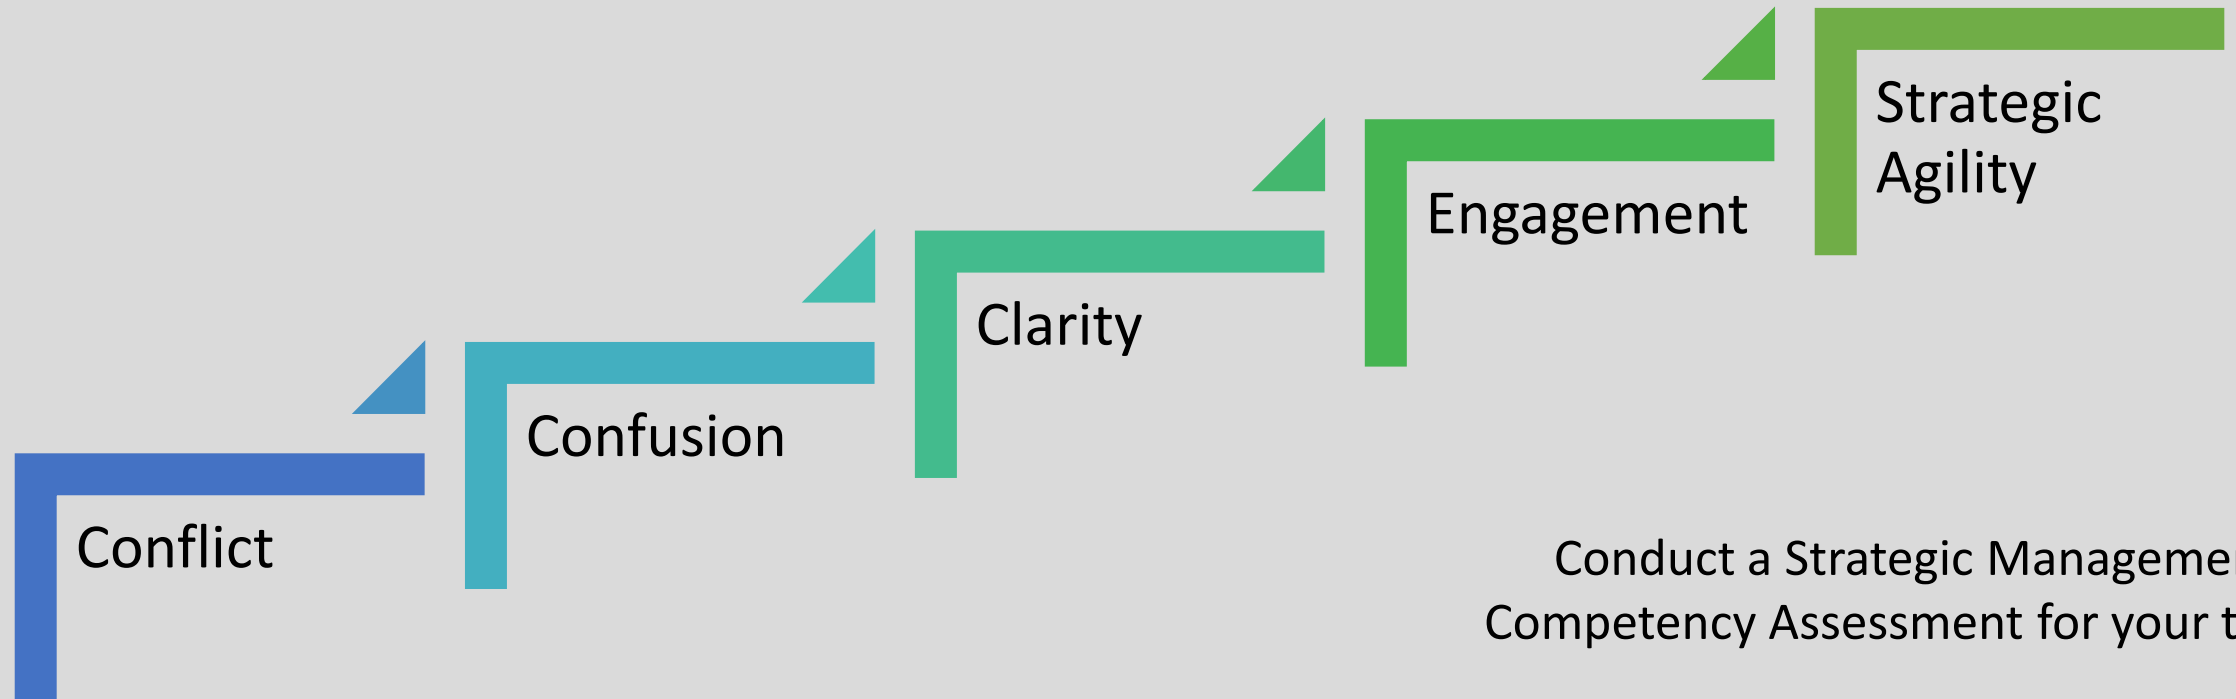 Strategic
Agility
Engagement
Clarity
Confusion
Conflict
Conduct a Strategic
Competency Assessment for your